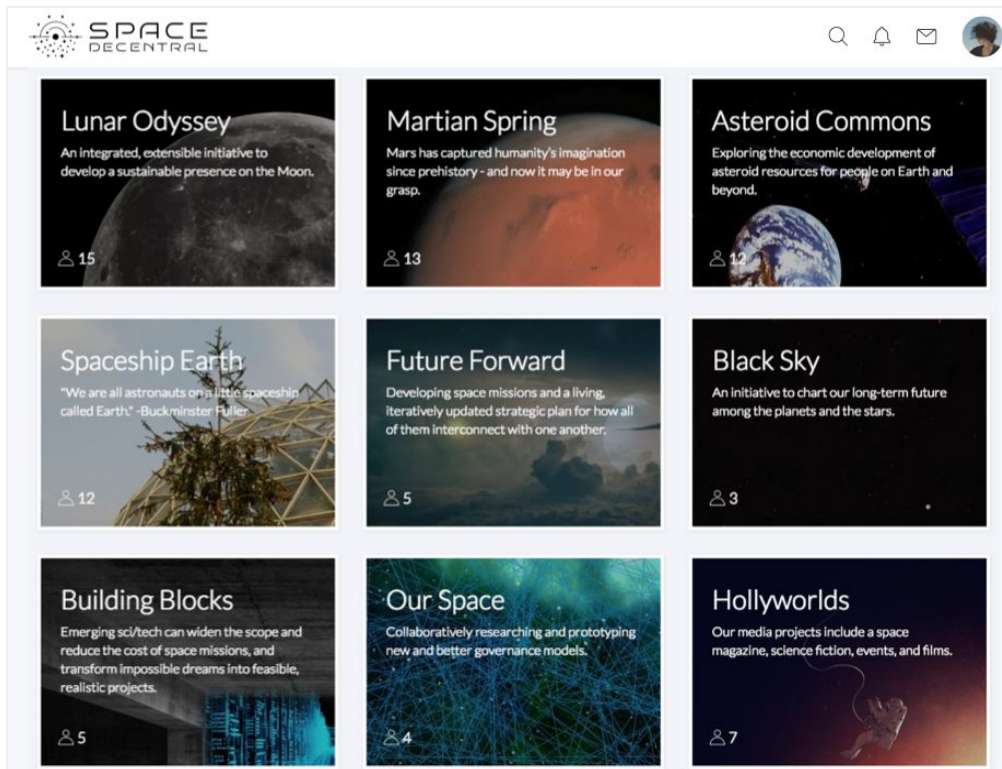 SPACE
DECENTRAL
Lunar Odyssey
An integrated, extensible initiative to
develop a sustainable presence on the Moon.
15
Martian Spring
Mars has captured humanity's imagination
since prehistory - and now it may be in our
grasp.
13
Asteroid Commons
Exploring the economic development of
asteroid resources for people on Earth and
beyond.
12
Spaceship Earth
"We are all astronauts on a little spaceship
called Earth." -Buckminster Fuller
12
Future Forward
Developing space missions and a living,
iteratively updated strategic plan for how all
of them interconnect with one another.
5
Black Sky
An initiative to chart our long-term future
among the planets and the stars.
3
Building Blocks
Emerging sci/tech can widen the scope and
reduce the cost of space missions, and
transform impossible dreams into feasible,
realistic projects.
5
Our Space
Collaboratively researching and prototyping
new and better governance models.
4
Hollyworlds
Our media projects include a space
magazine, science fiction, events, and films.
7